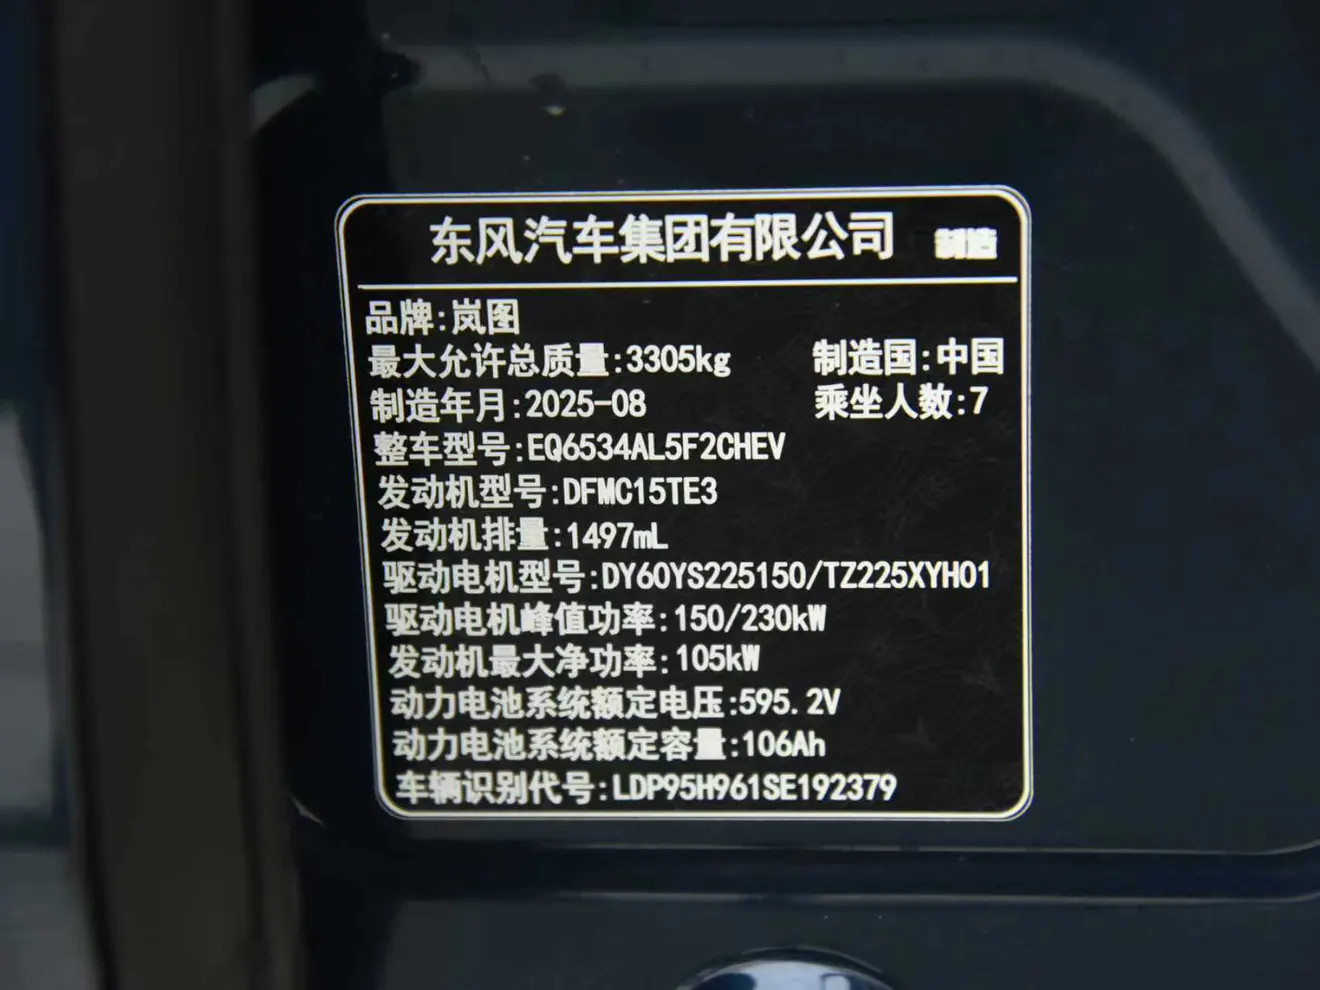 东风汽车集团有限公司 制造
品牌:岚图
最大允许总质量:3305kg 制造国:中国
制造年月:2025-08 乘坐人数:7
整车型号:EQ6534AL5F2CHEV
发动机型号:DFMC15TE3
发动机排量:1497mL
驱动电机型号:DY60YS225150/TZ225XYH01
驱动电机峰值功率:150/230kW
发动机最大净功率:105kW
动力电池系统额定电压:595.2V
动力电池系统额定容量:106Ah
车辆识别代号:LDP95H961SE192379